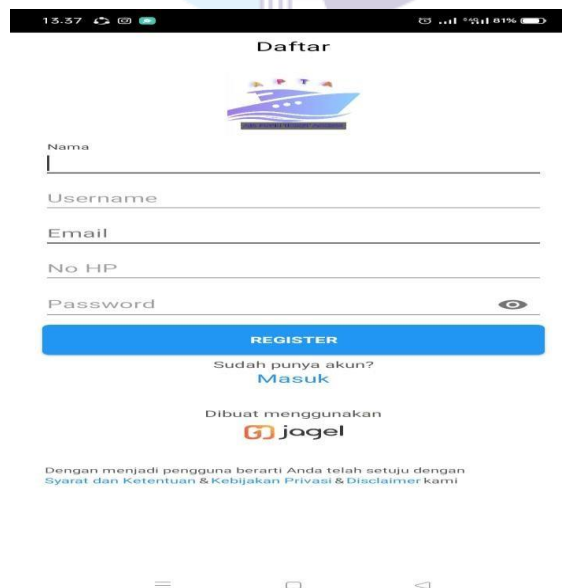 13.37
81%
Daftar
Nama
Username
Email
No HP
Password
REGISTER
Sudah punya akun?
Masuk
Dibuat menggunakan
jagel
Dengan menjadi pengguna berarti Anda telah setuju dengan
Syarat dan Ketentuan & Kebijakan Privasi & Disclaimer kami